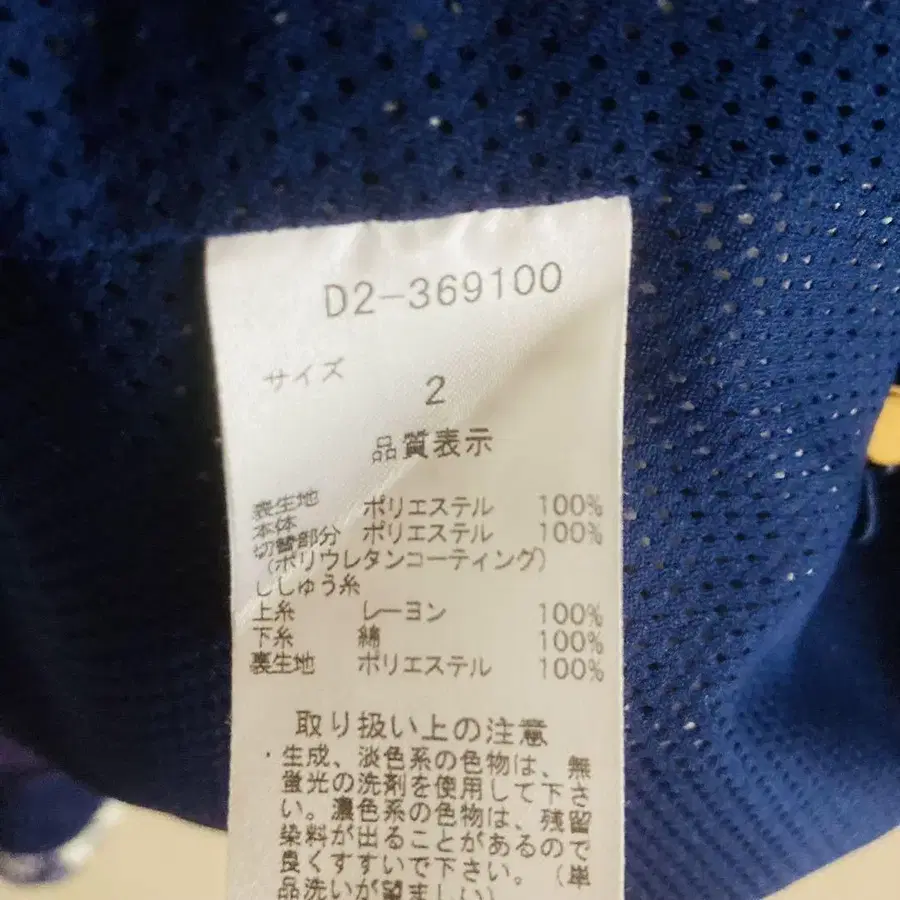 D2-369100
サイズ
2
品質表示
表生地 ポリエステル 100%
本体
切替部分 ポリエステル 100%
(ポリウレタンコーティング)
ししゅう糸
上糸 レーヨン 100%
下糸 綿 100%
裏生地 ポリエステル 100%
取り扱い上の注意
・生成、淡色系の色物は、無
蛍光の洗剤を使用して下さ
い。濃色系の色物は、残留
染料が出ることがあるので
良くすすいで下さい。(単
品洗いが望ましい)